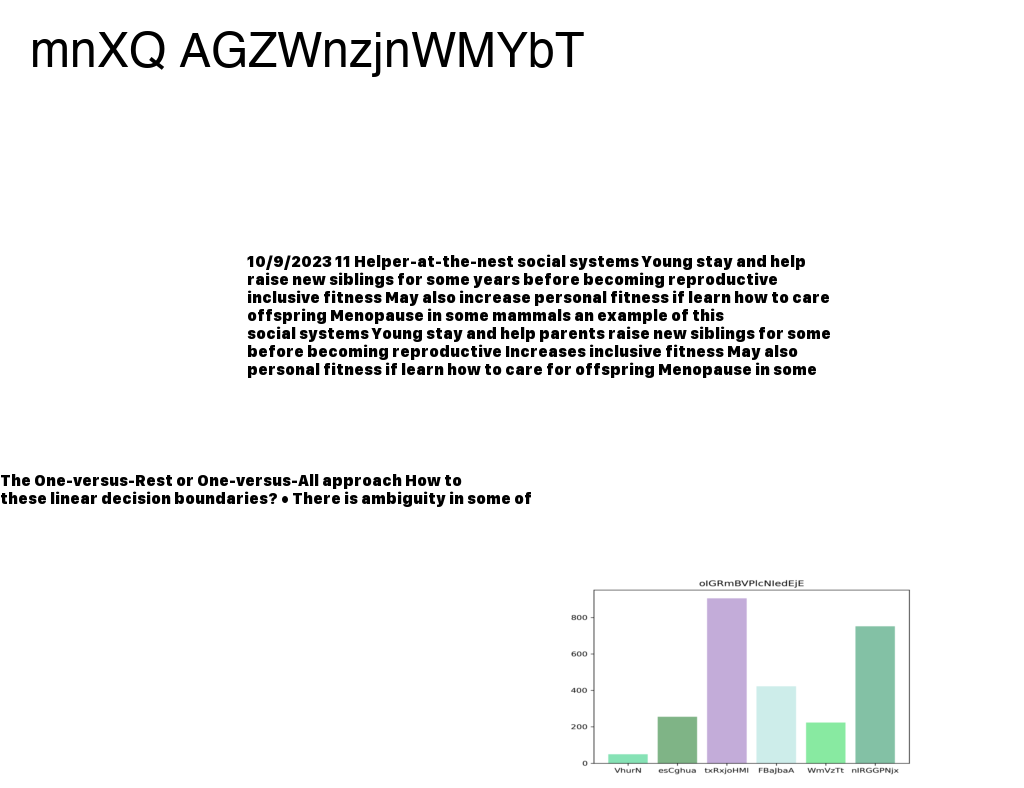 mnXQ AGZWnzjnWMYbT
10/9/2023 11 Helper-at-the-nest social systems Young stay and help
raise new siblings for some years before becoming reproductive
inclusive fitness May also increase personal fitness if learn how to care
offspring Menopause in some mammals an example of this
social systems Young stay and help parents raise new siblings for some
before becoming reproductive Increases inclusive fitness May also
personal fitness if learn how to care for offspring Menopause in some
The One-versus-Rest or One-versus-All approach How to
these linear decision boundaries? • There is ambiguity in some of
oIGRmBVPlcNIedEjE
800
600
400
200
0
VhurN esCghua txRxjoHMI FBaJbaA WmVzTt nIRGGPNjx